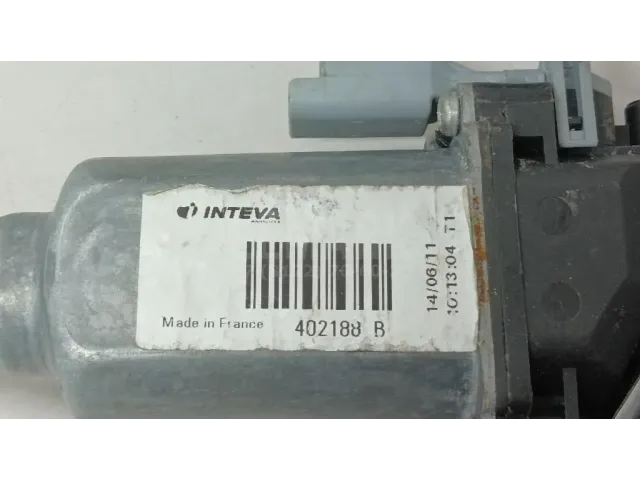 INTEVA
Made in France
402188 B
14/06/11
10:13:04 T1